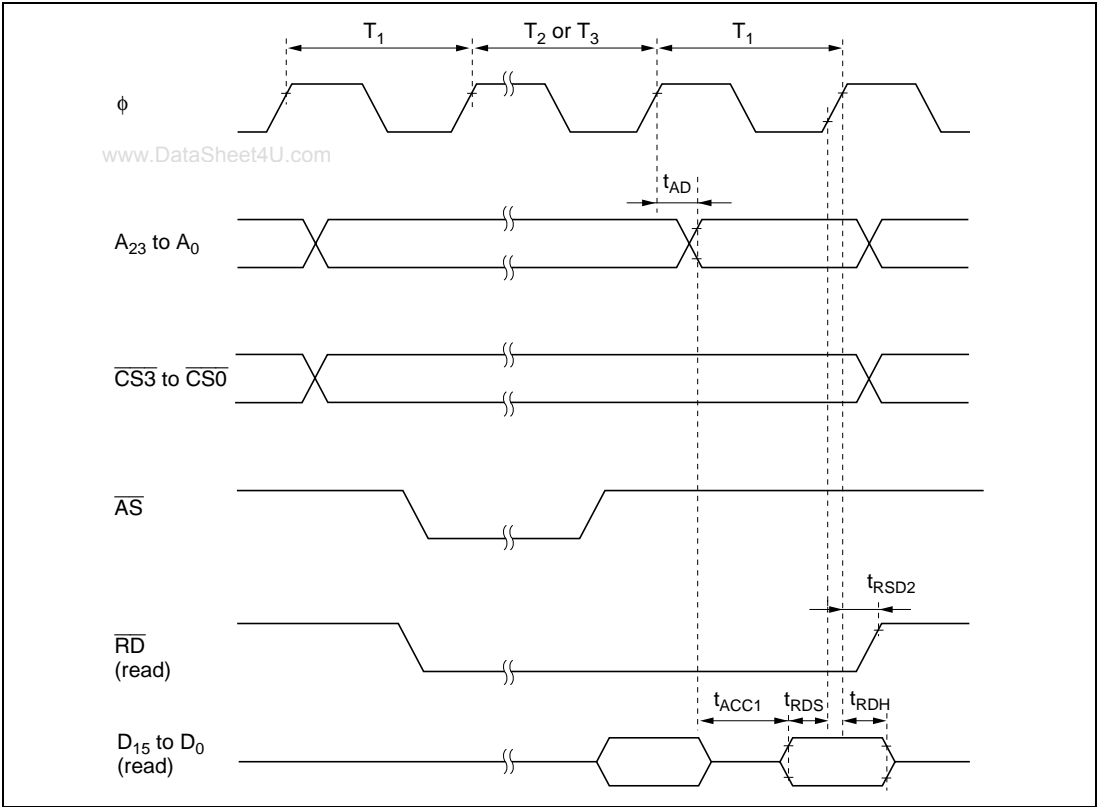 T1 T2 or T3 T1
ϕ
www.DataSheet4U.com
tAD
A23 to A0
CS3 to CS0
AS
tRSD2
RD
(read)
tACC1 tRDS tRDH
D15 to D0
(read)